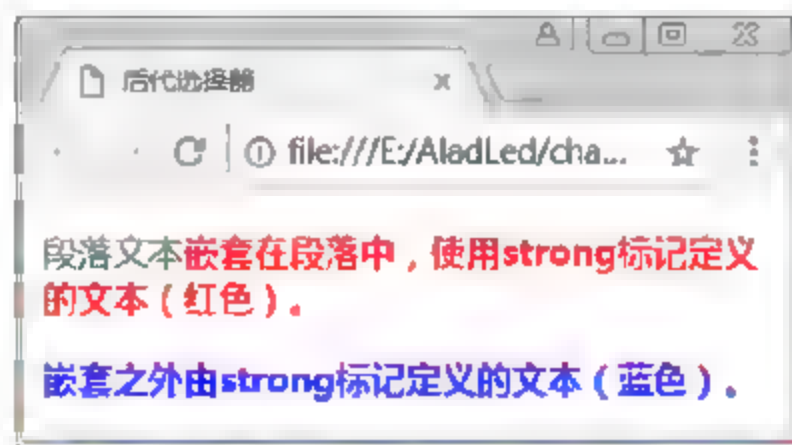 后代选择器
file:///E:/AladLed/cha...
段落文本嵌套在段落中，使用strong标记定义
的文本（红色）。
嵌套之外由strong标记定义的文本（蓝色）。